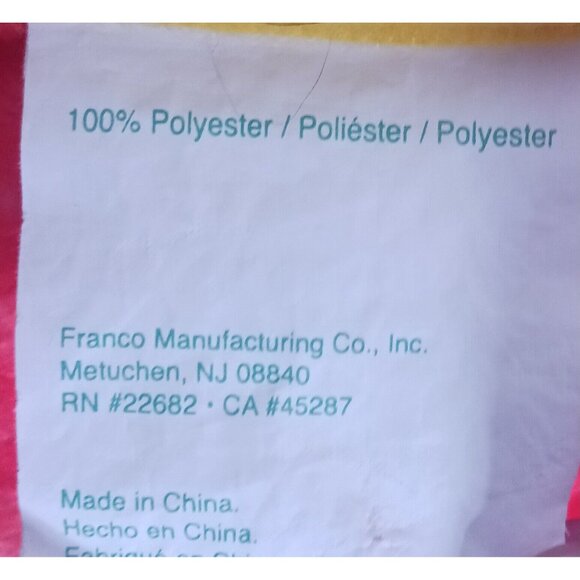 100% Polyester / Poliéster / Polyester
Franco Manufacturing Co., Inc.
Metuchen, NJ 08840
RN #22682 · CA #45287
Made in China.
Hecho en China.